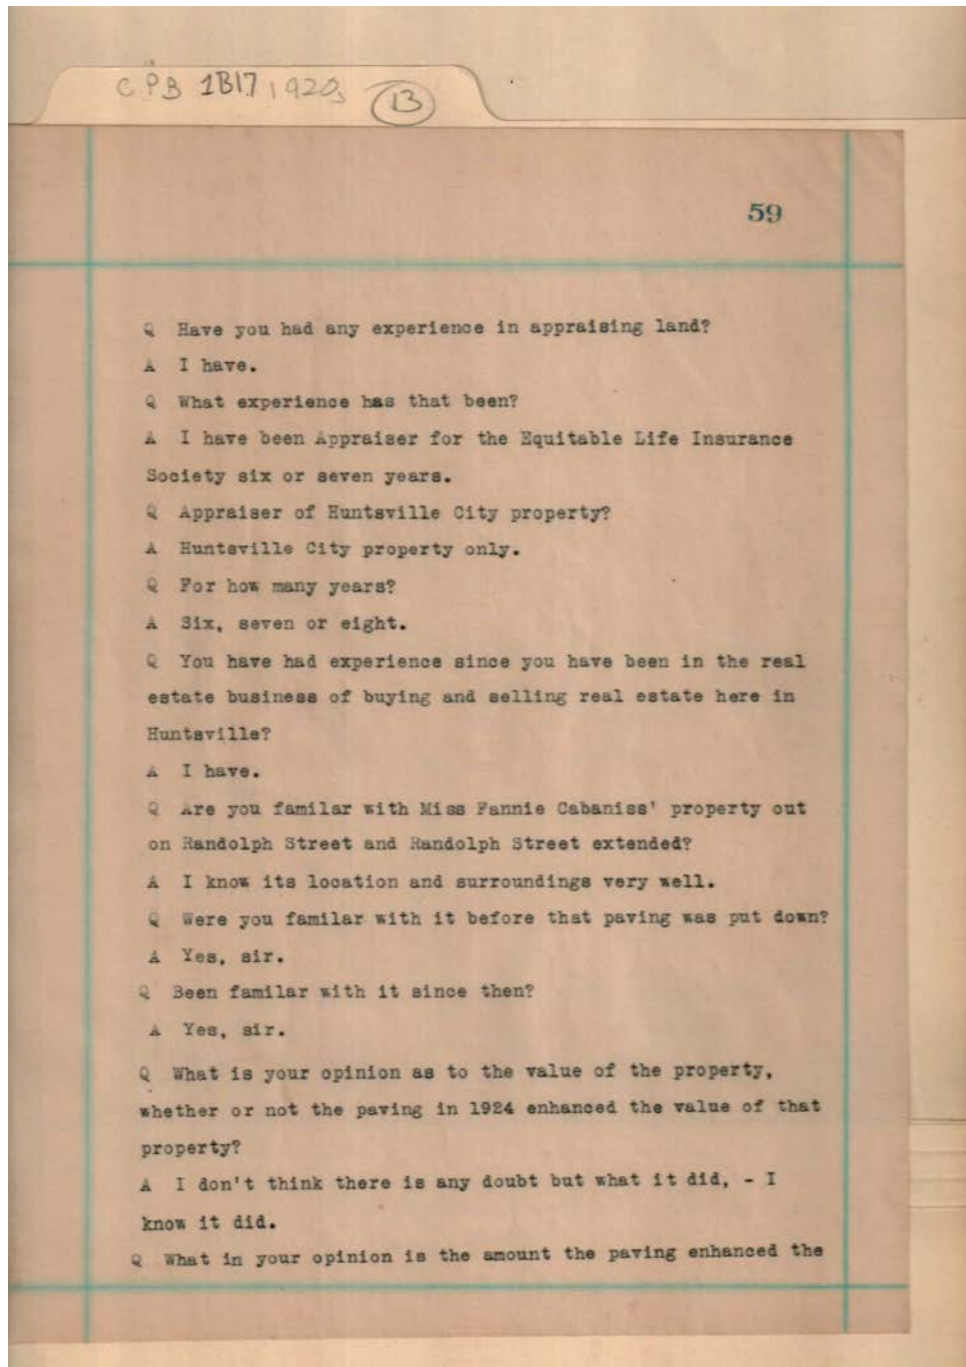 CPB 1B17 1920s 13
59
Q Have you had any experience in appraising land?
A I have.
Q What experience has that been?
A I have been Appraiser for the Equitable Life Insurance
Society six or seven years.
Q Appraiser of Huntsville City property?
A Huntsville City property only.
Q For how many years?
A Six, seven or eight.
Q You have had experience since you have been in the real
estate business of buying and selling real estate here in
Huntsville?
A I have.
Q Are you familar with Miss Fannie Cabaniss' property out
on Randolph Street and Randolph Street extended?
A I know its location and surroundings very well.
Q Were you familar with it before that paving was put down?
A Yes, sir.
Q Been familar with it since then?
A Yes, sir.
Q What is your opinion as to the value of the property,
whether or not the paving in 1924 enhanced the value of that
property?
A I don't think there is any doubt but what it did, - I
know it did.
Q What in your opinion is the amount the paving enhanced the